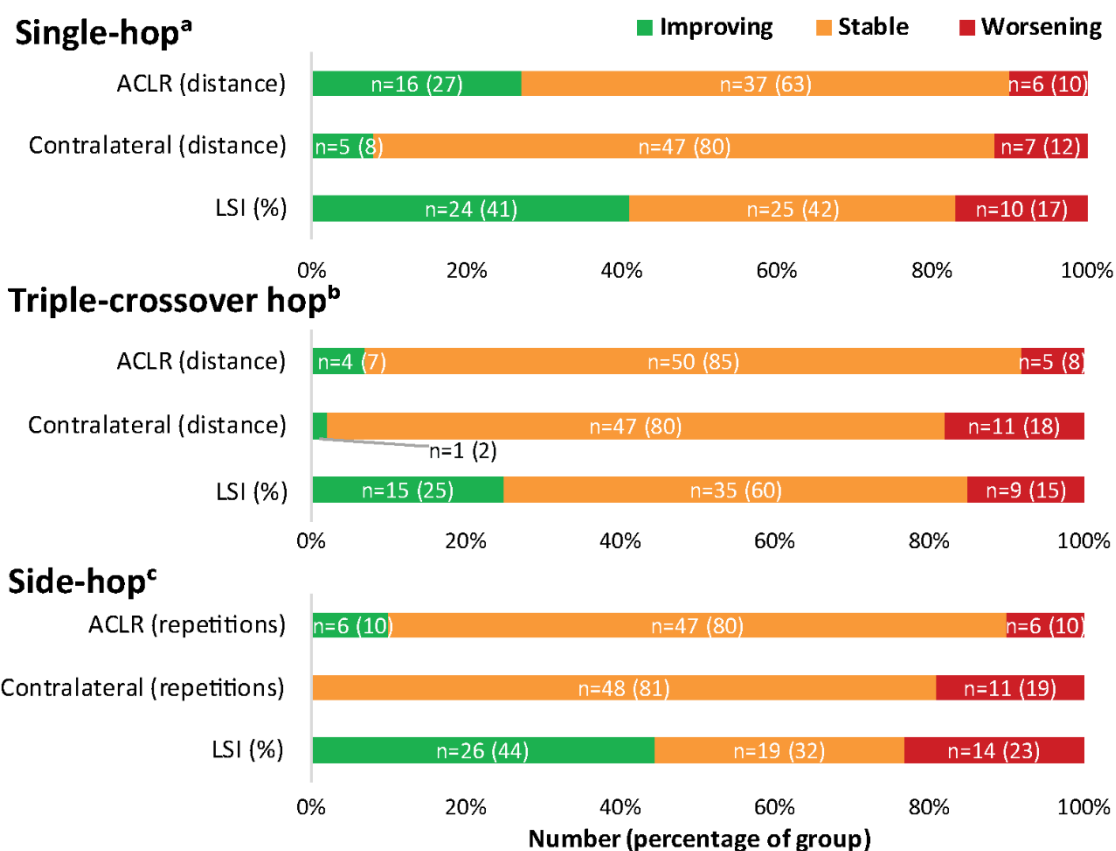 Single-hopᵃ
Improving Stable Worsening
ACLR (distance) n=16 (27) n=37 (63) n=6 (10)
Contralateral (distance) n=5 (8) n=47 (80) n=7 (12)
LSI (%) n=24 (41) n=25 (42) n=10 (17)
0% 20% 40% 60% 80% 100%
Triple-crossover hopᵇ
ACLR (distance) n=4 (7) n=50 (85) n=5 (8)
Contralateral (distance) n=47 (80) n=11 (18)
n=1 (2)
LSI (%) n=15 (25) n=35 (60) n=9 (15)
0% 20% 40% 60% 80% 100%
Side-hopᶜ
ACLR (repetitions) n=6 (10) n=47 (80) n=6 (10)
Contralateral (repetitions) n=48 (81) n=11 (19)
LSI (%) n=26 (44) n=19 (32) n=14 (23)
0% 20% 40% 60% 80% 100%
Number (percentage of group)